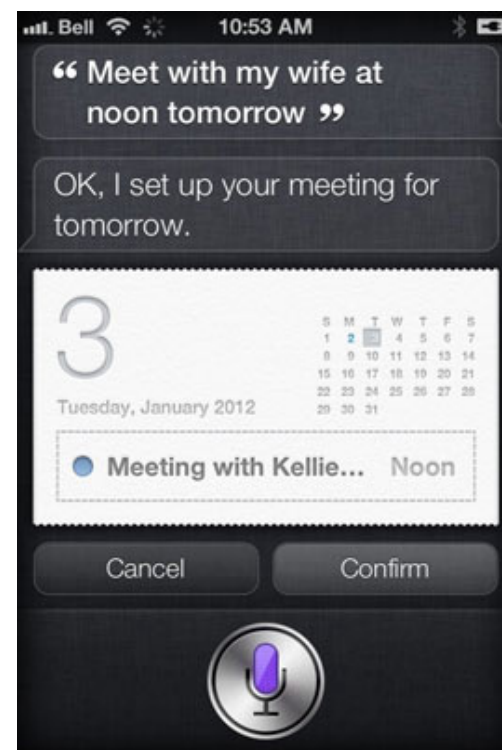 Bell 10:53 AM
“ Meet with my wife at
noon tomorrow ”
OK, I set up your meeting for
tomorrow.
3
Tuesday, January 2012
S M T W T F S
1 2 3 4 5 6 7
8 9 10 11 12 13 14
15 16 17 18 19 20 21
22 23 24 25 26 27 28
29 30 31
Meeting with Kellie... Noon
Cancel Confirm